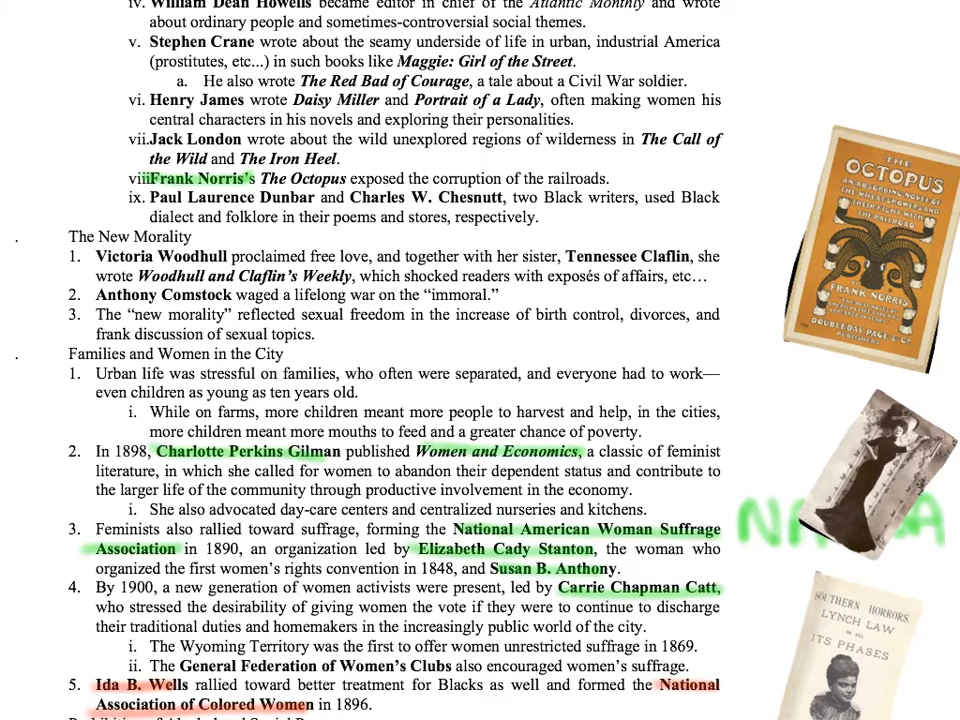 iv. William Dean Howells became editor in chief of the Atlantic Monthly and wrote
about ordinary people and sometimes-controversial social themes.
v. Stephen Crane wrote about the seamy underside of life in urban, industrial America
(prostitutes, etc...) in such books like Maggie: Girl of the Street.
a. He also wrote The Red Bad of Courage, a tale about a Civil War soldier.
vi. Henry James wrote Daisy Miller and Portrait of a Lady, often making women his
central characters in his novels and exploring their personalities.
vii.Jack London wrote about the wild unexplored regions of wilderness in The Call of
the Wild and The Iron Heel.
viiiFrank Norris's The Octopus exposed the corruption of the railroads.
ix. Paul Laurence Dunbar and Charles W. Chesnutt, two Black writers, used Black
dialect and folklore in their poems and stores, respectively.
. The New Morality
1. Victoria Woodhull proclaimed free love, and together with her sister, Tennessee Claflin, she
wrote Woodhull and Claflin's Weekly, which shocked readers with exposés of affairs, etc…
2. Anthony Comstock waged a lifelong war on the “immoral.”
3. The “new morality” reflected sexual freedom in the increase of birth control, divorces, and
frank discussion of sexual topics.
. Families and Women in the City
1. Urban life was stressful on families, who often were separated, and everyone had to work—
even children as young as ten years old.
i. While on farms, more children meant more people to harvest and help, in the cities,
more children meant more mouths to feed and a greater chance of poverty.
2. In 1898, Charlotte Perkins Gilman published Women and Economics, a classic of feminist
literature, in which she called for women to abandon their dependent status and contribute to
the larger life of the community through productive involvement in the economy.
i. She also advocated day-care centers and centralized nurseries and kitchens.
3. Feminists also rallied toward suffrage, forming the National American Woman Suffrage
Association in 1890, an organization led by Elizabeth Cady Stanton, the woman who
organized the first women's rights convention in 1848, and Susan B. Anthony.
4. By 1900, a new generation of women activists were present, led by Carrie Chapman Catt,
who stressed the desirability of giving women the vote if they were to continue to discharge
their traditional duties and homemakers in the increasingly public world of the city.
i. The Wyoming Territory was the first to offer women unrestricted suffrage in 1869.
ii. The General Federation of Women's Clubs also encouraged women's suffrage.
5. Ida B. Wells rallied toward better treatment for Blacks as well and formed the National
Association of Colored Women in 1896.
THE
OCTOPUS
AN ABSORBING NOVEL OF
THE WHEAT GROWERS AND
THEIR FIGHT WITH
THE RAILROAD
FRANK NORRIS
DOUBLEDAY PAGE & CO
PUBLISHERS
SOUTHERN HORRORS
LYNCH LAW
IN ALL
ITS PHASES